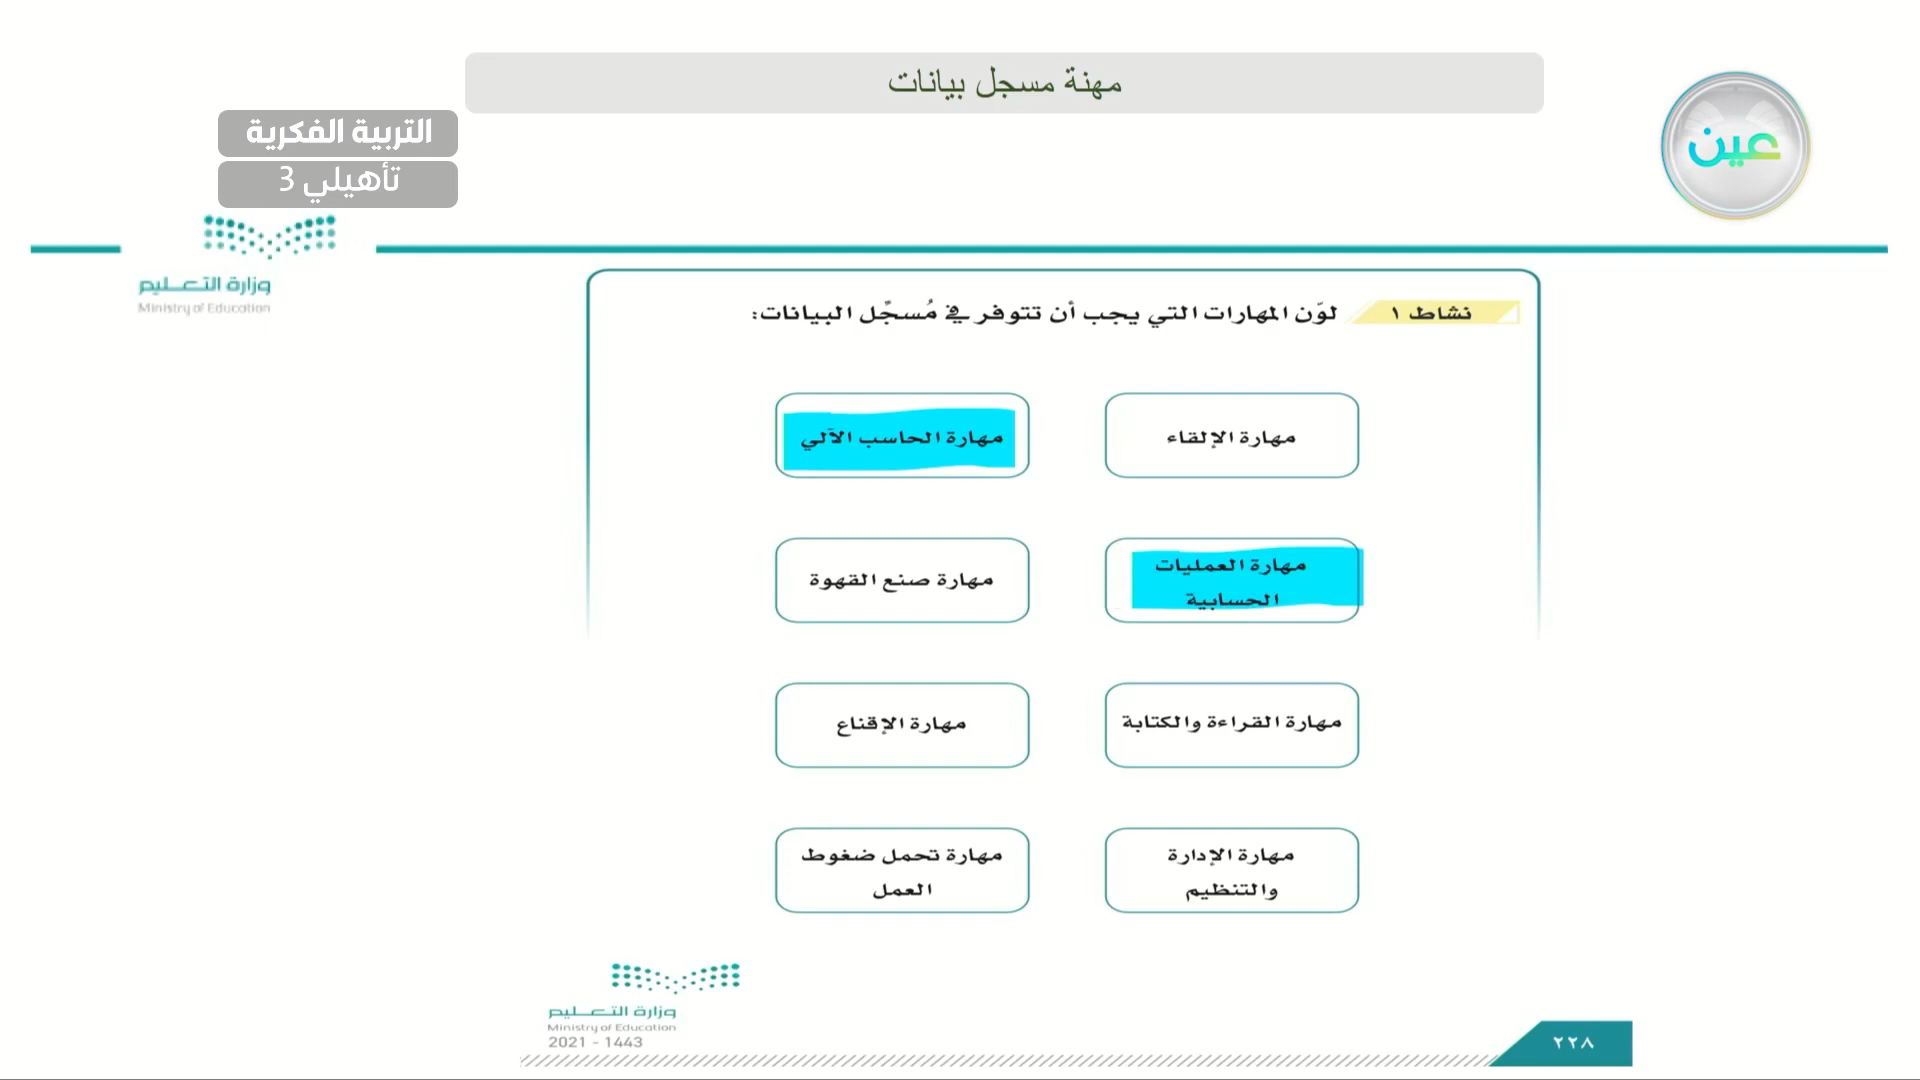 مهنة مسجل بيانات
عين
التربية الفكرية
تأهيلي 3
وزارة التعليم
Ministry of Education
نشاط ١ لوّن المهارات التي يجب أن تتوفر في مُسجّل البيانات:
مهارة الإلقاء
مهارة الحاسب الآلي
مهارة العمليات
الحسابية
مهارة صنع القهوة
مهارة القراءة والكتابة
مهارة الإقناع
مهارة الإدارة
والتنظيم
مهارة تحمل ضغوط
العمل
وزارة التعليم
Ministry of Education
2021 - 1443
٢٢٨